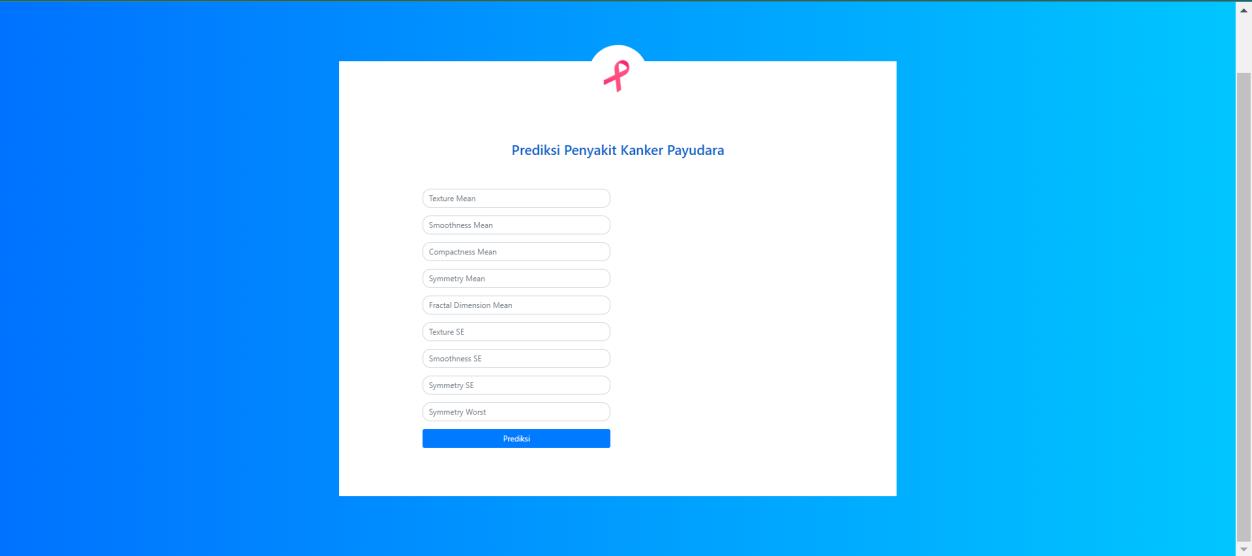 Prediksi Penyakit Kanker Payudara
Texture Mean
Smoothness Mean
Compactness Mean
Symmetry Mean
Fractal Dimension Mean
Texture SE
Smoothness SE
Symmetry SE
Symmetry Worst
Prediksi